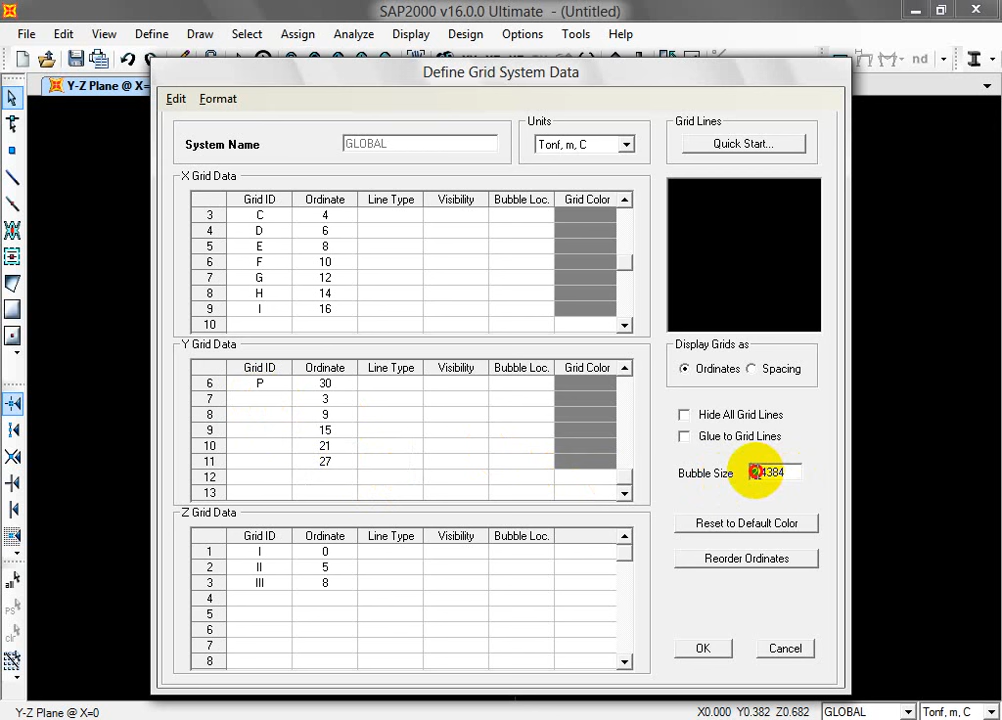 SAP2000 v16.0.0 Ultimate - (Untitled)
File Edit View Define Draw Select Assign Analyze Display Design Options Tools Help
nd
Y-Z Plane @ X=
Define Grid System Data
Edit Format
System Name GLOBAL
Units
Tonf, m, C
Grid Lines
Quick Start...
X Grid Data
Grid ID Ordinate Line Type Visibility Bubble Loc. Grid Color
3 C 4
4 D 6
5 E 8
6 F 10
7 G 12
8 H 14
9 I 16
10
Y Grid Data
Grid ID Ordinate Line Type Visibility Bubble Loc. Grid Color
6 P 30
7 3
8 9
9 15
10 21
11 27
12
13
Z Grid Data
Grid ID Ordinate Line Type Visibility Bubble Loc.
1 I 0
2 II 5
3 III 8
4
5
6
7
8
Display Grids as
Ordinates Spacing
Hide All Grid Lines
Glue to Grid Lines
Bubble Size
Reset to Default Color
Reorder Ordinates
OK Cancel
all
PS
clr
Y-Z Plane @ X=0
X0.000 Y0.382 Z0.682
GLOBAL
Tonf, m, C